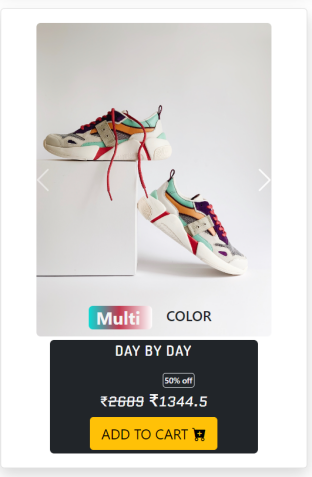 Multi COLOR
DAY BY DAY
50% off
₹2689 ₹1344.5
ADD TO CART